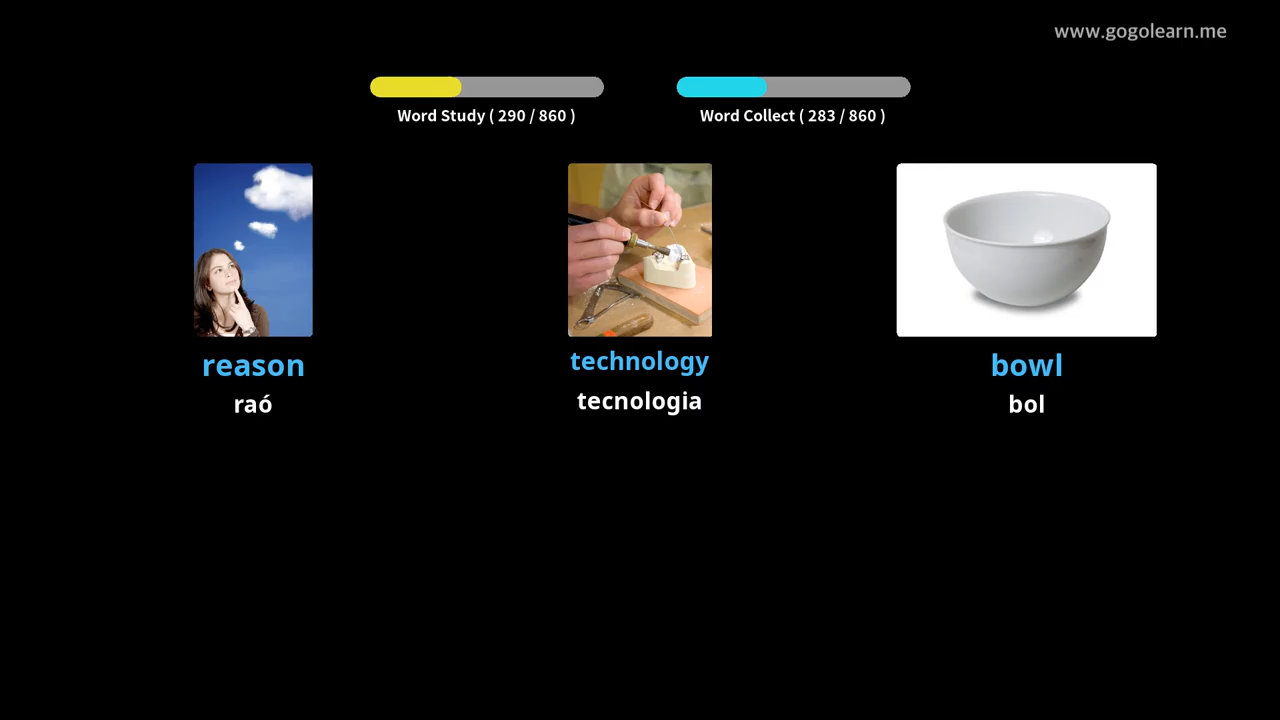 www.gogolearn.me
Word Study ( 290 / 860 )
Word Collect ( 283 / 860 )
reason
raó
technology
tecnologia
bowl
bol